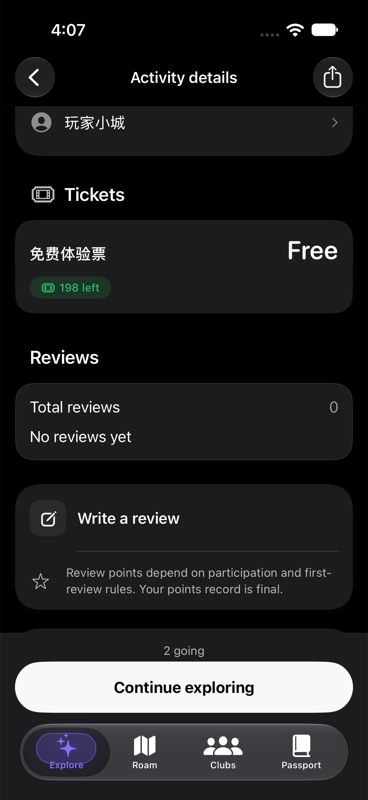 4:07
Activity details
玩家小城
Tickets
免费体验票
Free
198 left
Reviews
Total reviews
0
No reviews yet
Write a review
Review points depend on participation and first-
review rules. Your points record is final.
2 going
Continue exploring
Explore
Roam
Clubs
Passport